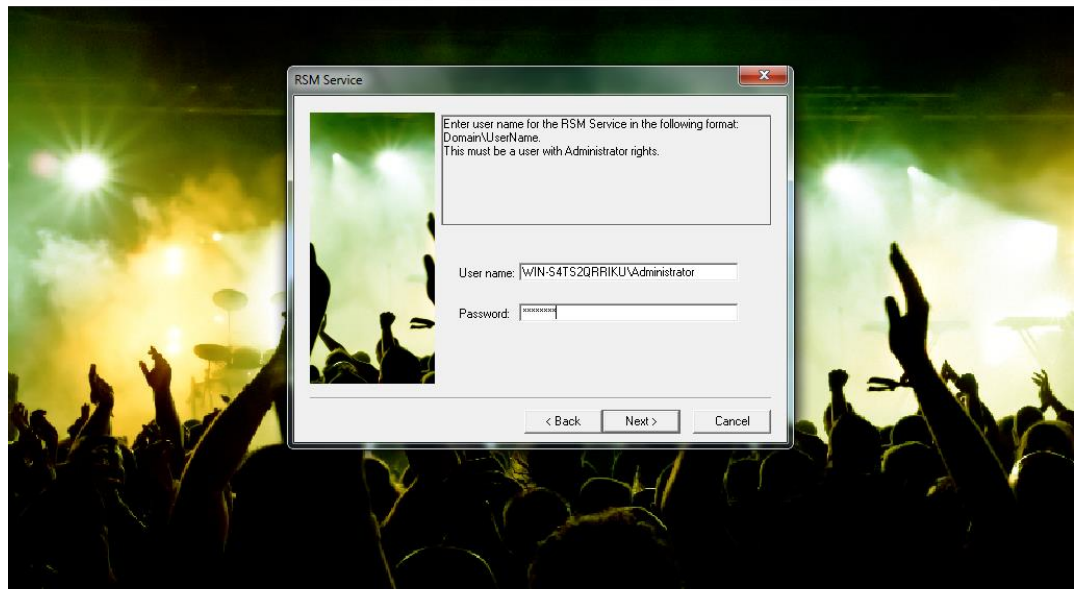 RSM Service
Enter user name for the RSM Service in the following format:
Domain\UserName.
This must be a user with Administrator rights.
User name: WIN-S4TS2QRRIKU\Administrator
Password: ××××××××
< Back Next > Cancel